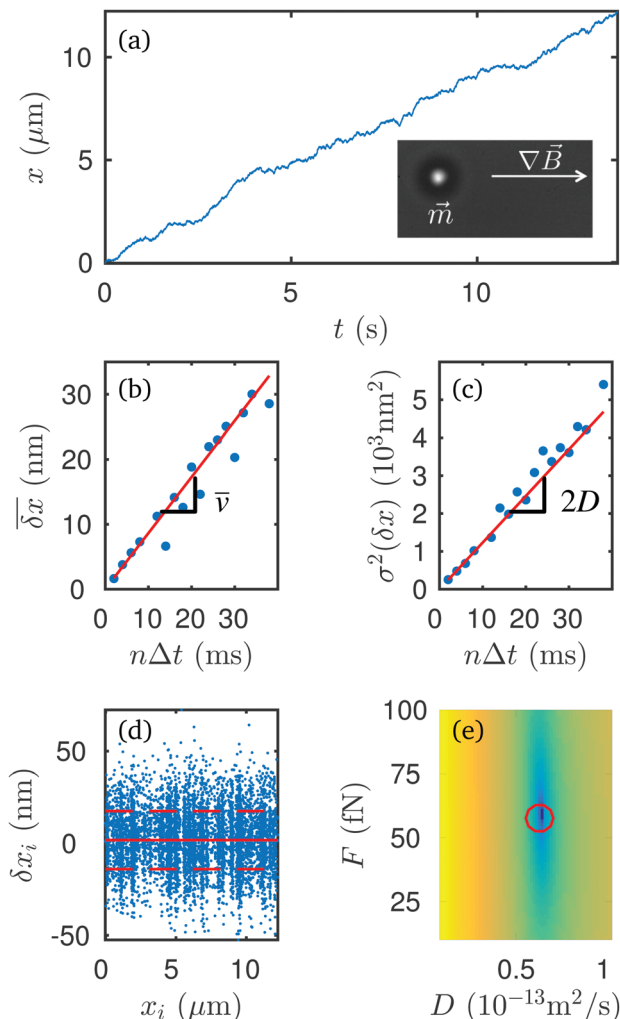 (a)
10
5
0
x (μm)
∇B⃗
m⃗
5 10
t (s)
(b)
30
20
10
0
δx̅ (nm)
v̅
0 10 20 30
nΔt (ms)
(c)
5
4
3
2
1
0
σ²(δx) (10³nm²)
2D
0 10 20 30
nΔt (ms)
(d)
50
0
-50
δxᵢ (nm)
0 5 10
xᵢ (μm)
(e)
100
75
50
25
F (fN)
0.5 1
D (10⁻¹³m²/s)